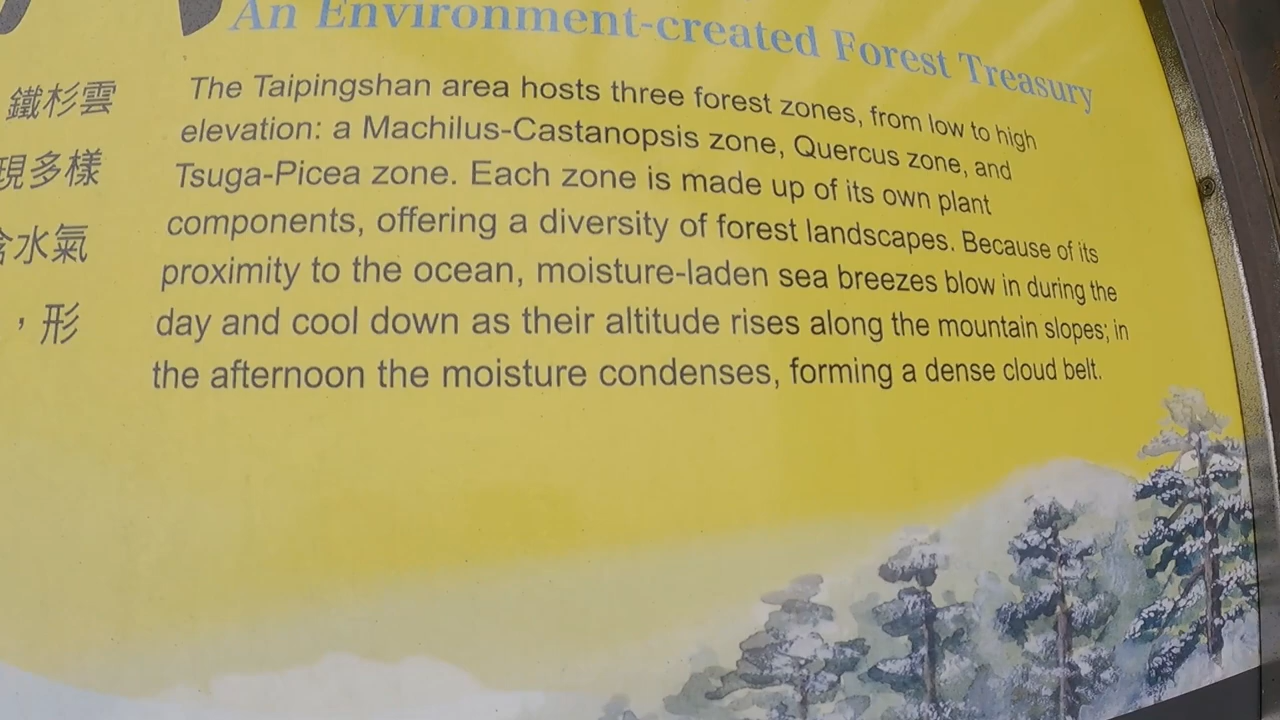 An Environment-created Forest Treasury
鐵杉雲
現多樣
含水氣
，形
The Taipingshan area hosts three forest zones, from low to high
elevation: a Machilus-Castanopsis zone, Quercus zone, and
Tsuga-Picea zone. Each zone is made up of its own plant
components, offering a diversity of forest landscapes. Because of its
proximity to the ocean, moisture-laden sea breezes blow in during the
day and cool down as their altitude rises along the mountain slopes; in
the afternoon the moisture condenses, forming a dense cloud belt.